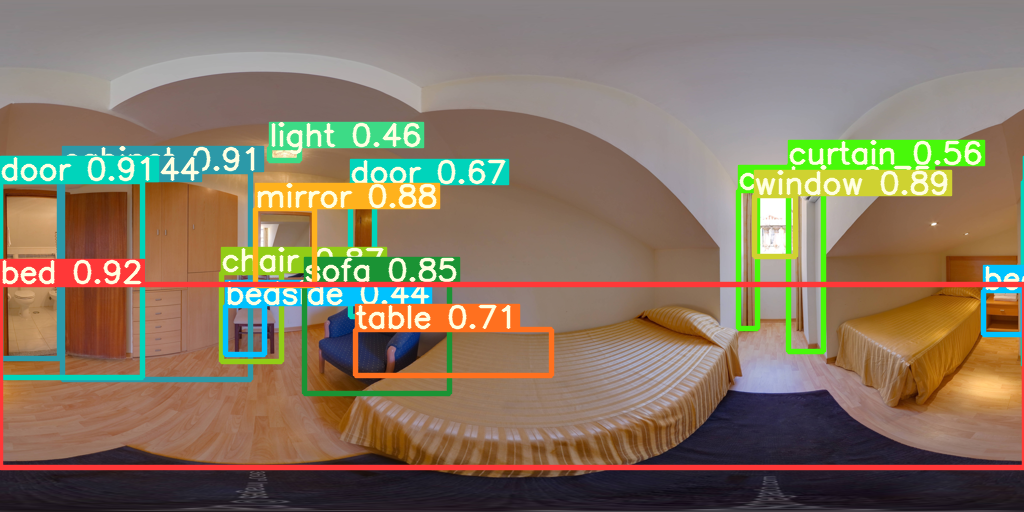 light 0.46
cabinet 0.91
door 0.91
44
door 0.67
curtain 0.56
window 0.89
mirror 0.88
chair 0.87
sofa 0.85
bed 0.92
0.44
table 0.71